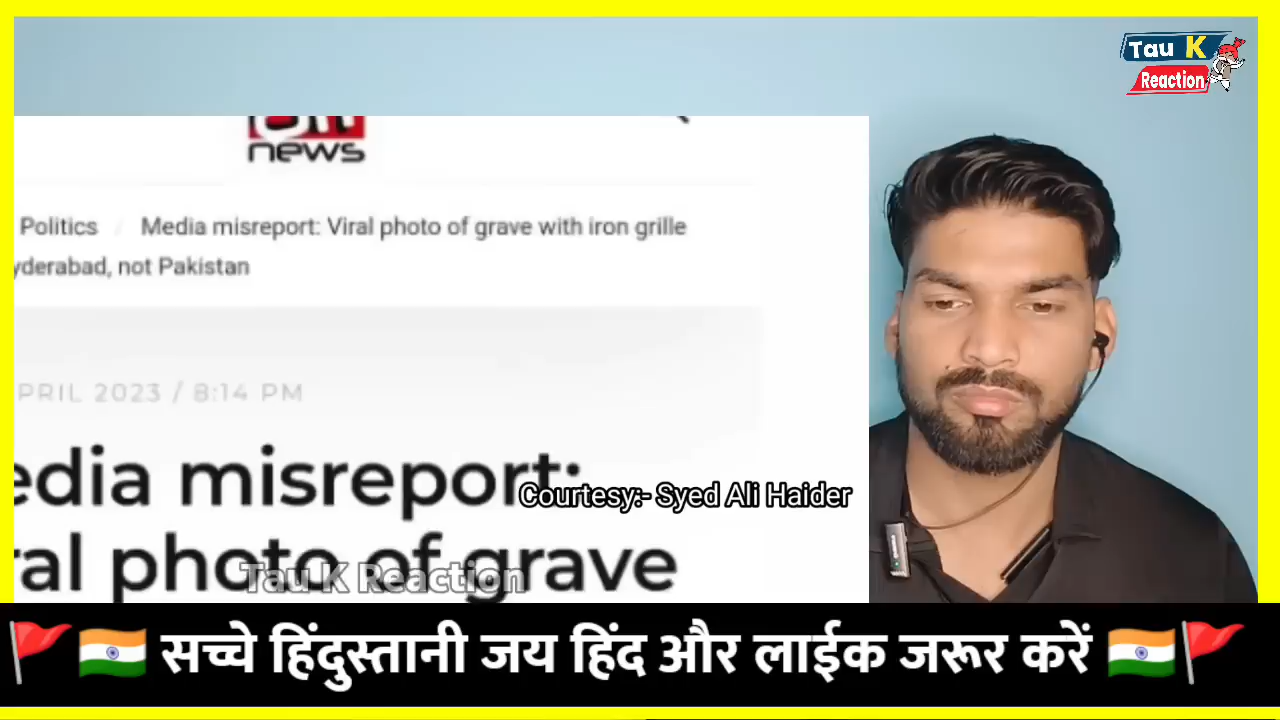 Tau K
Reaction
news
Politics / Media misreport: Viral photo of grave with iron grille
yderabad, not Pakistan
PRIL 2023 / 8:14 PM
edia misreport:
Courtesy:- Syed Ali Haider
ral photo of grave
Tau K Reaction
सच्चे हिंदुस्तानी जय हिंद और लाईक जरूर करें